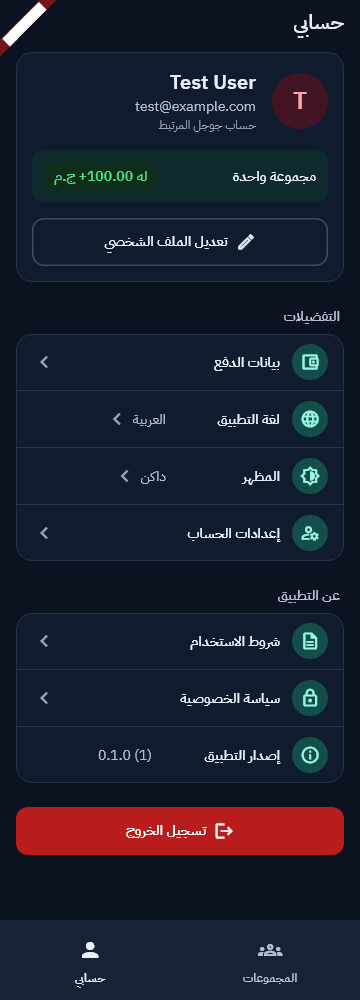 حسابي
T
Test User
test@example.com
حساب جوجل المرتبط
مجموعة واحدة
له 100.00+ ج.م
تعديل الملف الشخصي
التفضيلات
بيانات الدفع
لغة التطبيق العربية
المظهر داكن
إعدادات الحساب
عن التطبيق
شروط الاستخدام
سياسة الخصوصية
إصدار التطبيق 0.1.0 (1)
تسجيل الخروج
المجموعات
حسابي